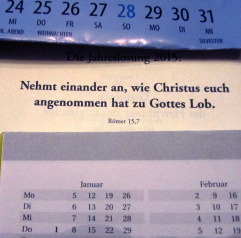 24 25 26 27 28 29 30 31
MI DO FR SA SO MO DI MI
HL. ABEND WEIHNACHTEN SILVESTER
Die Jahreslosung 2015:
Nehmt einander an, wie Christus euch
angenommen hat zu Gottes Lob.
Römer 15,7
Januar Februar
Mo 5 12 19 26 2 9 16
Di 6 13 20 27 3 10 17
Mi 7 14 21 28 4 11 18
Do 1 8 15 22 29 5 12 19